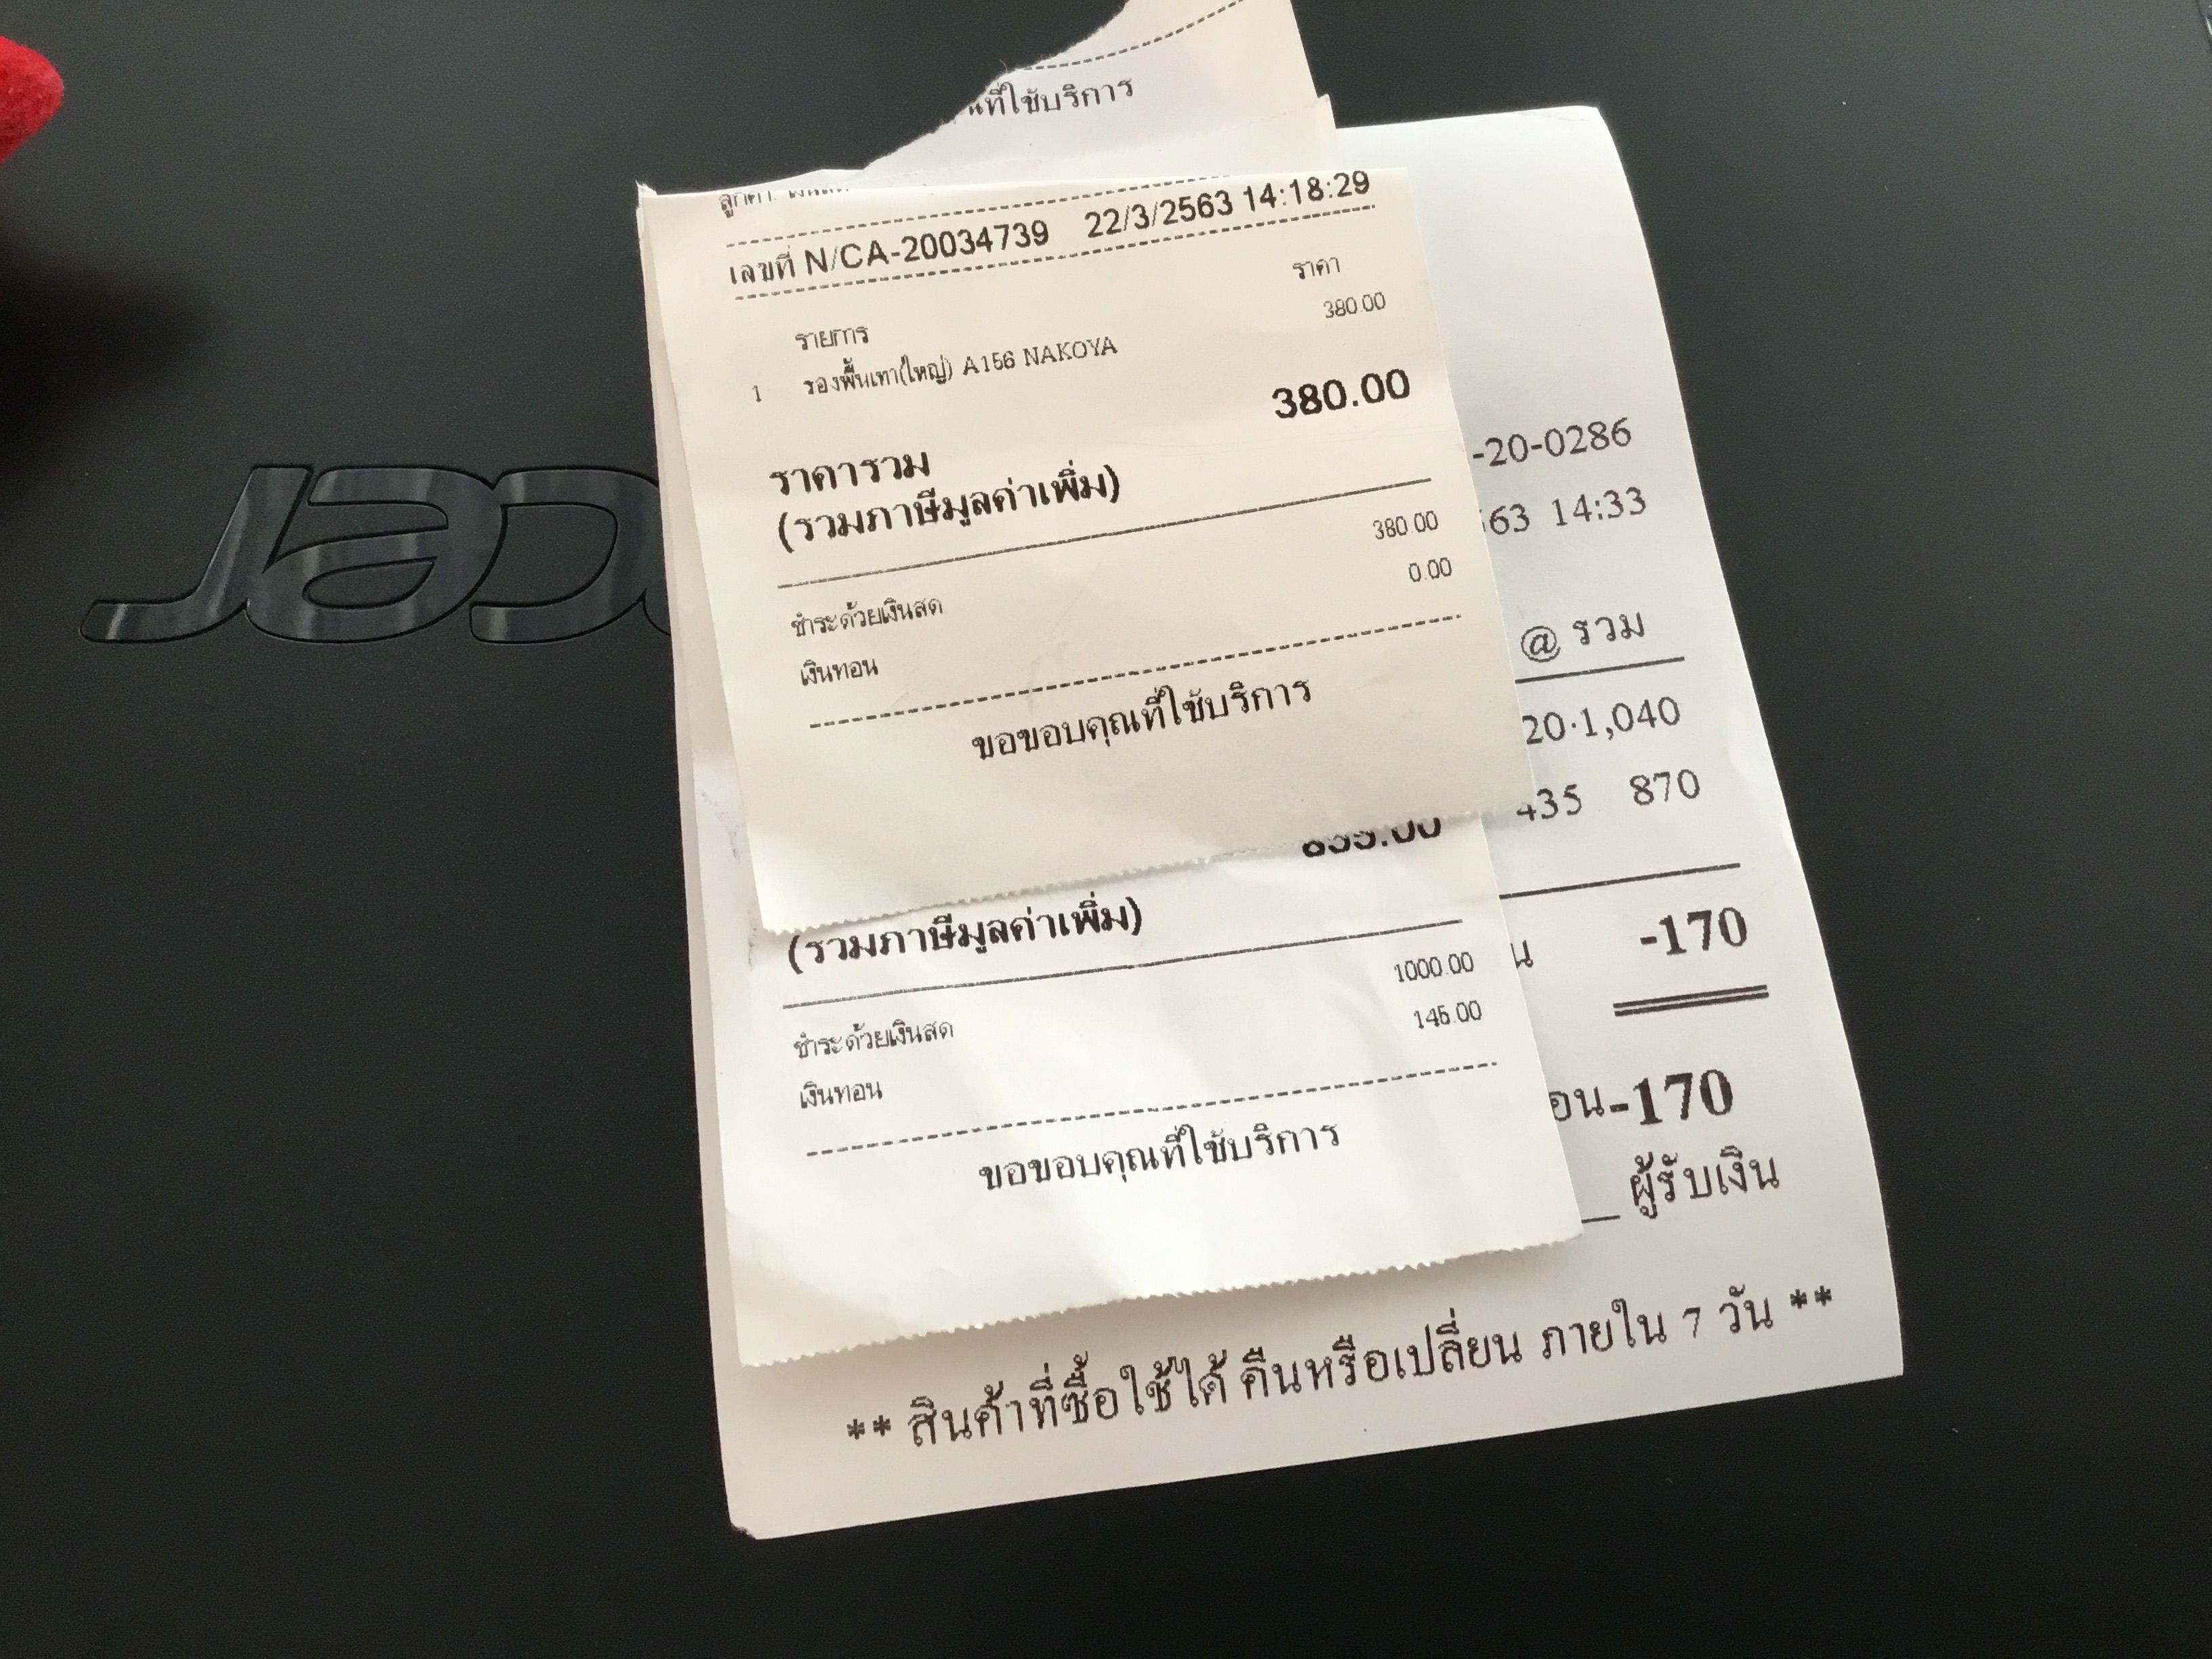 ที่ใช้บริการ
เลขที่ N/CA-20034739 22/3/2563 14:18:29
รายการ ราคา
1 รองพื้นเทา(ใหญ่) A156 NAKOYA 380.00
ราคารวม 380.00
(รวมภาษีมูลค่าเพิ่ม)
ชำระด้วยเงินสด 380.00
เงินทอน 0.00
ขอขอบคุณที่ใช้บริการ
(รวมภาษีมูลค่าเพิ่ม)
ชำระด้วยเงินสด 1000.00
เงินทอน 145.00
ขอขอบคุณที่ใช้บริการ
-20-0286
63 14:33
@ รวม
20 1,040
435 870
-170
อน -170
ผู้รับเงิน
** สินค้าที่ซื้อใช้ได้ คืนหรือเปลี่ยน ภายใน 7 วัน **
acer